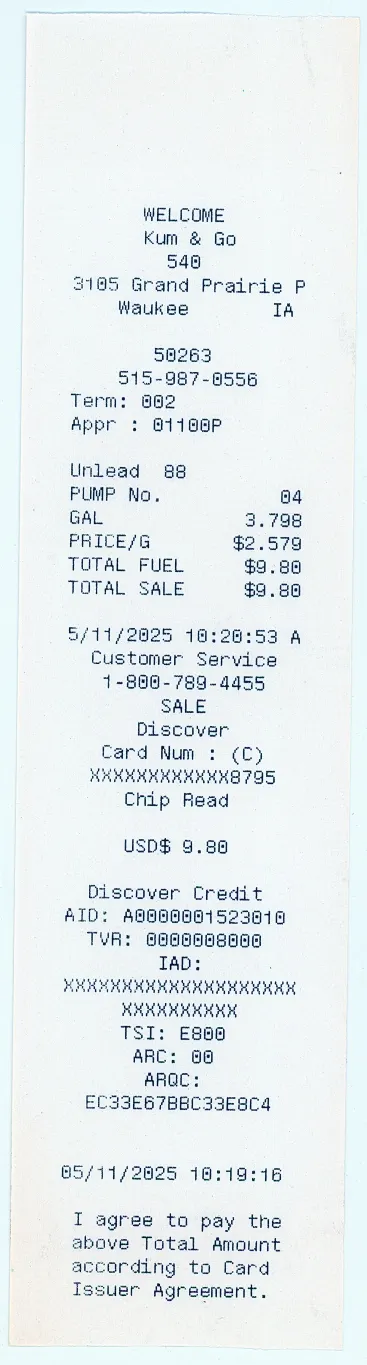 WELCOME
Kum & Go
540
3105 Grand Prairie P
Waukee IA
50263
515-987-0556
Term: 002
Appr : 01100P
Unlead 88
PUMP No. 04
GAL 3.798
PRICE/G $2.579
TOTAL FUEL $9.80
TOTAL SALE $9.80
5/11/2025 10:20:53 A
Customer Service
1-800-789-4455
SALE
Discover
Card Num : (C)
XXXXXXXXXXXX8795
Chip Read
USD$ 9.80
Discover Credit
AID: A0000001523010
TVR: 0000008000
IAD:
XXXXXXXXXXXXXXXXXXXX
XXXXXXXXXX
TSI: E800
ARC: 00
ARQC:
EC33E67BBC33E8C4
05/11/2025 10:19:16
I agree to pay the
above Total Amount
according to Card
Issuer Agreement.